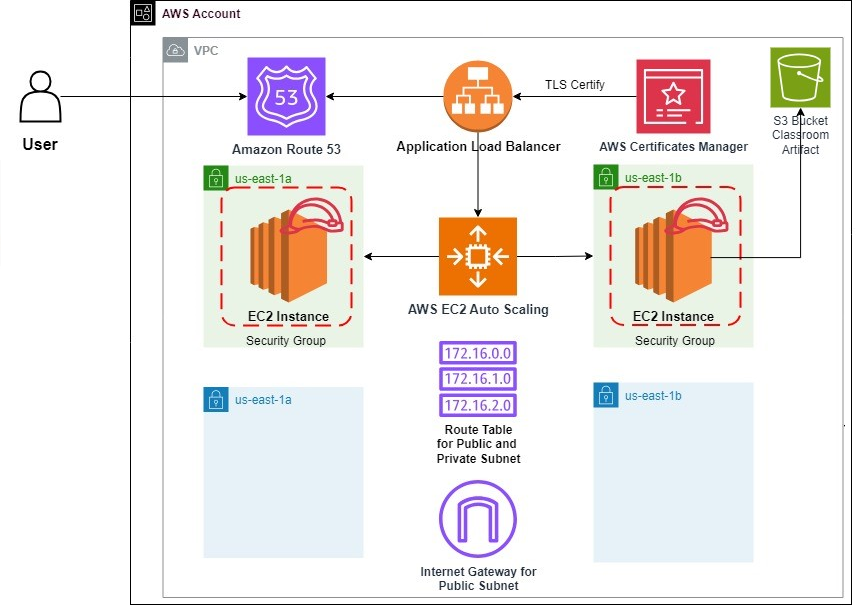 AWS Account
VPC
53
TLS Certify
User
Amazon Route 53
Application Load Balancer
AWS Certificates Manager
S3 Bucket
Classroom
Artifact
us-east-1a
us-east-1b
EC2 Instance
Security Group
AWS EC2 Auto Scaling
EC2 Instance
Security Group
172.16.0.0
172.16.1.0
172.16.2.0
us-east-1a
us-east-1b
Route Table
for Public and
Private Subnet
Internet Gateway for
Public Subnet